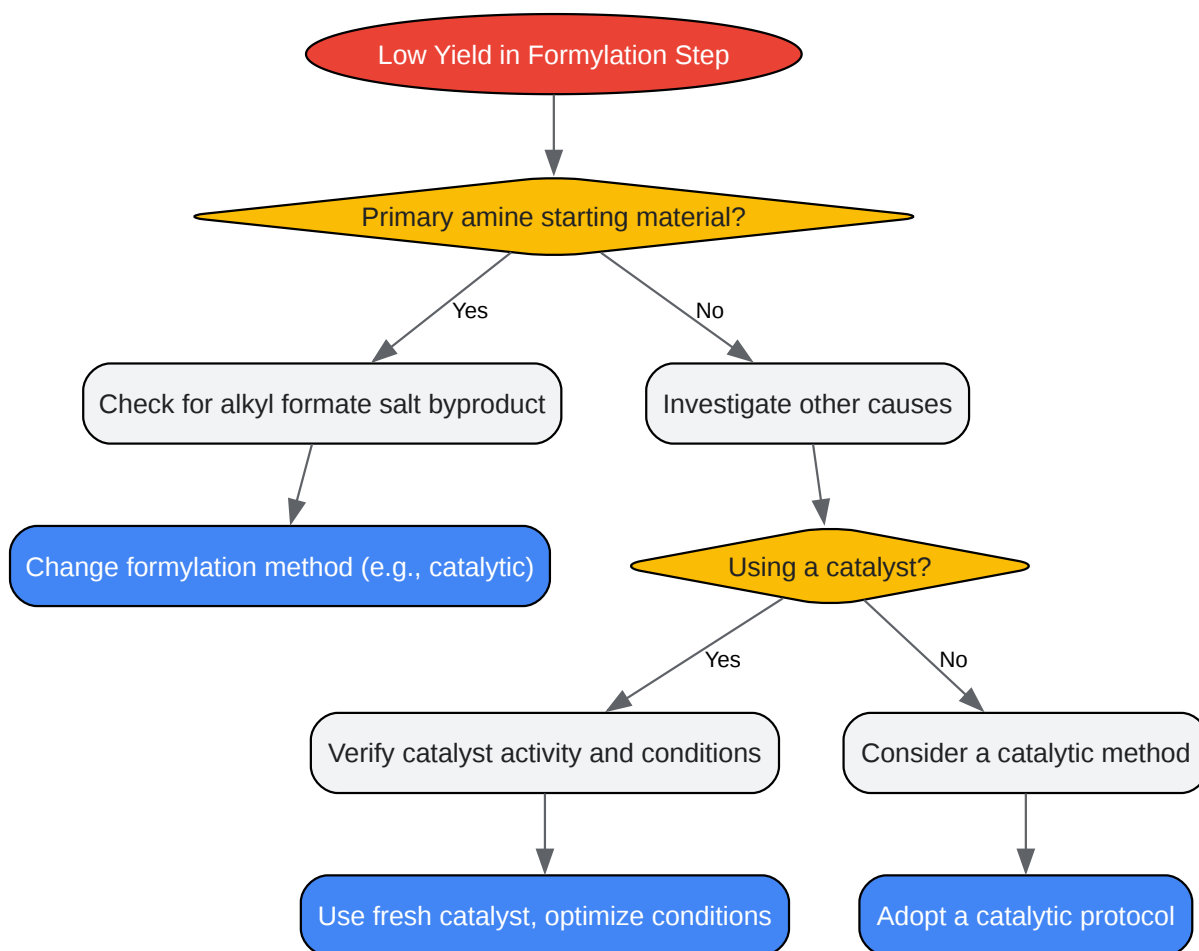 Low Yield in Formylation Step
Primary amine starting material?
Yes
No
Check for alkyl formate salt byproduct
Investigate other causes
Change formylation method (e.g., catalytic)
Using a catalyst?
Yes
No
Verify catalyst activity and conditions
Consider a catalytic method
Use fresh catalyst, optimize conditions
Adopt a catalytic protocol